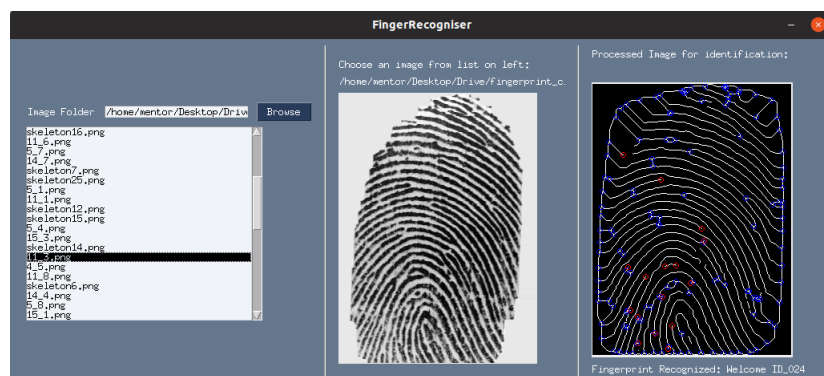 FingerRecogniser
Image Folder /home/mentor/Desktop/Driv Browse
skeleton16.png
11_6.png
5_7.png
14_7.png
skeleton7.png
skeleton25.png
5_1.png
11_1.png
skeleton12.png
skeleton15.png
5_4.png
15_3.png
skeleton14.png
11_3.png
4_5.png
11_8.png
skeleton6.png
14_4.png
5_8.png
15_1.png
Choose an image from list on left:
/home/mentor/Desktop/Drive/fingerprint_c.
Processed Image for identification:
Fingerprint Recognized: Welcome ID_024